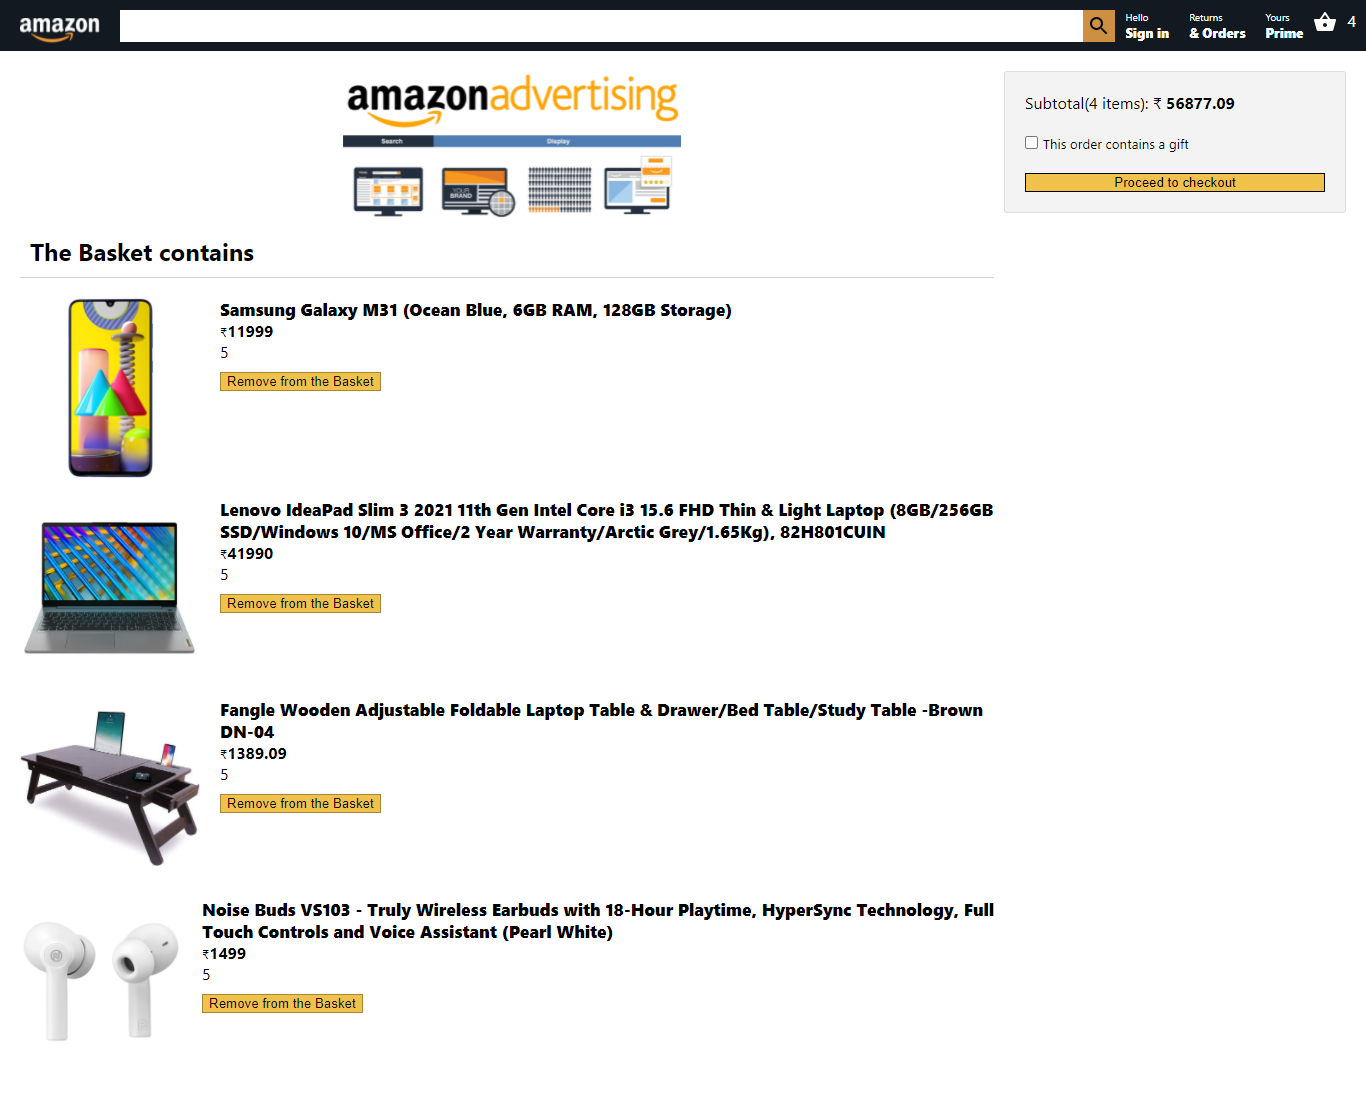 amazon
Hello
Sign in
Returns
& Orders
Yours
Prime
4
amazonadvertising
Search
Display
YOUR
BRAND
Subtotal(4 items): ₹ 56877.09
This order contains a gift
Proceed to checkout
The Basket contains
Samsung Galaxy M31 (Ocean Blue, 6GB RAM, 128GB Storage)
₹11999
5
Remove from the Basket
Lenovo IdeaPad Slim 3 2021 11th Gen Intel Core i3 15.6 FHD Thin & Light Laptop (8GB/256GB
SSD/Windows 10/MS Office/2 Year Warranty/Arctic Grey/1.65Kg), 82H801CUIN
₹41990
5
Remove from the Basket
Fangle Wooden Adjustable Foldable Laptop Table & Drawer/Bed Table/Study Table -Brown
DN-04
₹1389.09
5
Remove from the Basket
Noise Buds VS103 - Truly Wireless Earbuds with 18-Hour Playtime, HyperSync Technology, Full
Touch Controls and Voice Assistant (Pearl White)
₹1499
5
Remove from the Basket